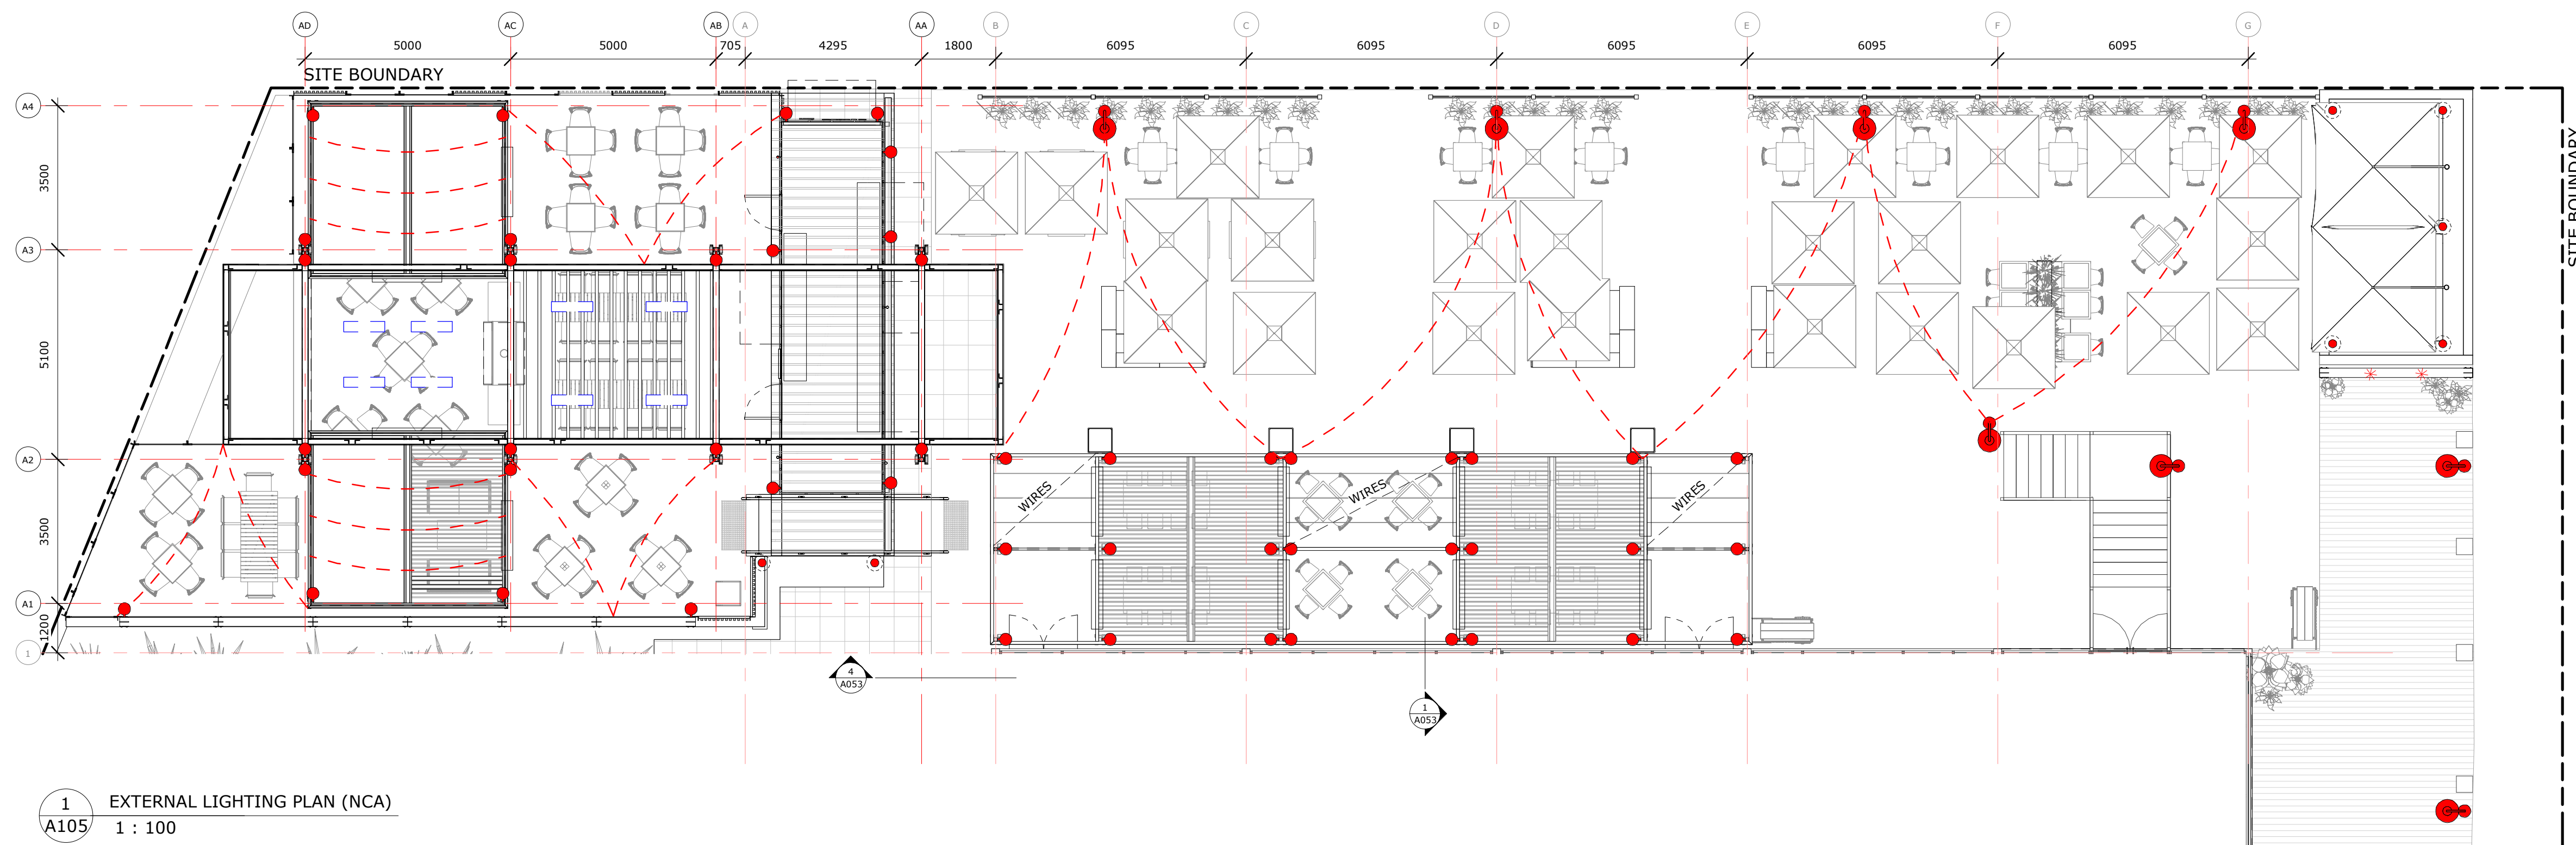 AD AC AB A AA B C D E F G
5000 5000 705 4295 1800 6095 6095 6095 6095 6095
SITE BOUNDARY
SITE BOUNDARY
A4
3500
A3
5100
A2
3500
A1
1200
1
WIRES
WIRES
WIRES
4
A053
1
A053
1
A105
EXTERNAL LIGHTING PLAN (NCA)
1 : 100